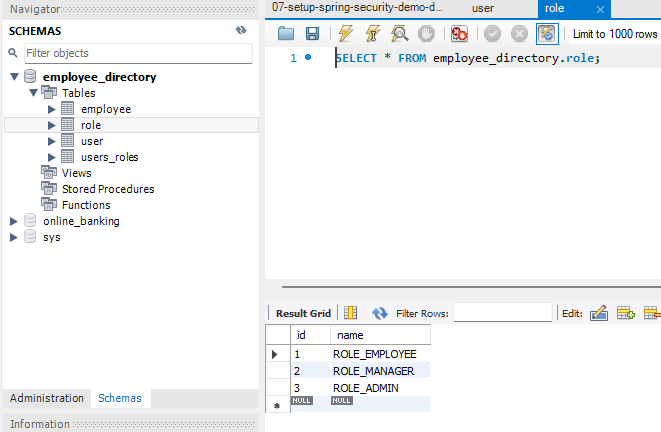 Navigator
SCHEMAS
Filter objects
employee_directory
Tables
employee
role
user
users_roles
Views
Stored Procedures
Functions
online_banking
sys
Administration Schemas
Information
07-setup-spring-security-demo-d... user role
Limit to 1000 rows
1 SELECT * FROM employee_directory.role;
Result Grid Filter Rows: Edit:
id name
1 ROLE_EMPLOYEE
2 ROLE_MANAGER
3 ROLE_ADMIN
NULL NULL